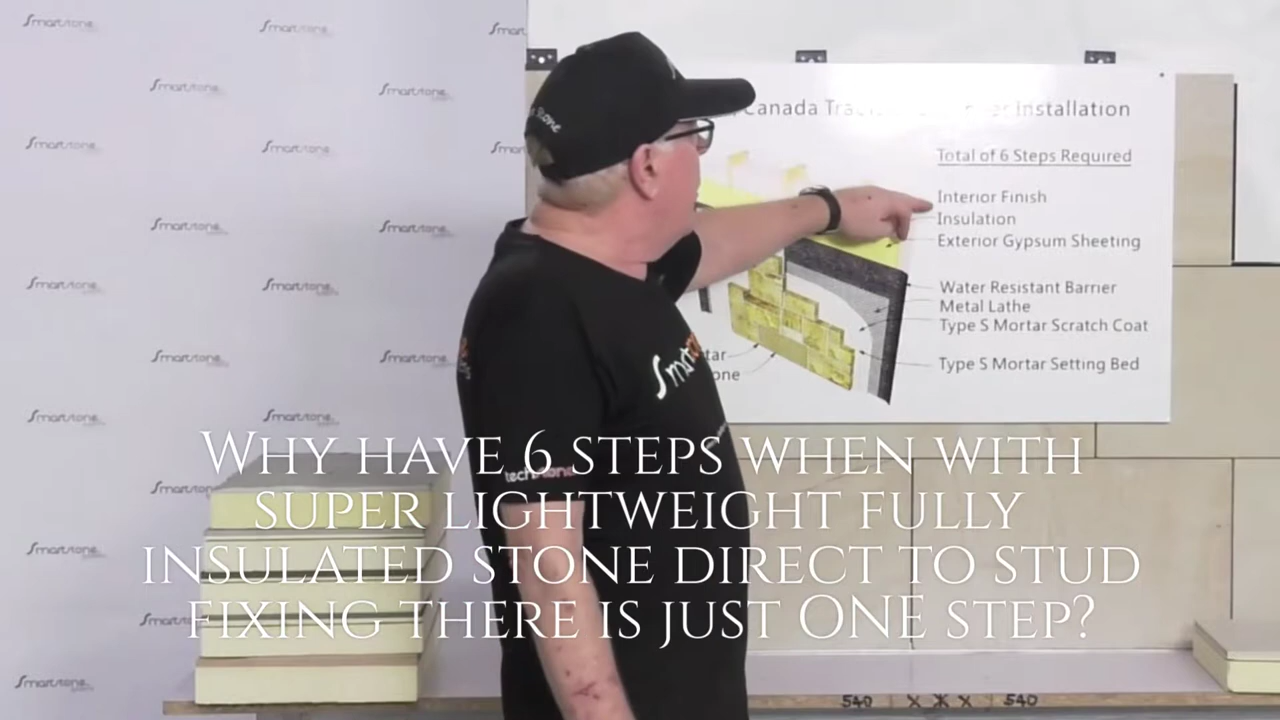 Smartstone
Canada Installation
Total of 6 Steps Required
Interior Finish
Insulation
Exterior Gypsum Sheeting
Water Resistant Barrier
Metal Lathe
Type S Mortar Scratch Coat
Type S Mortar Setting Bed
WHY HAVE 6 STEPS WHEN WITH
SUPER LIGHTWEIGHT FULLY
INSULATED STONE DIRECT TO STUD
FIXING THERE IS JUST ONE STEP?
540 X Ж X 540